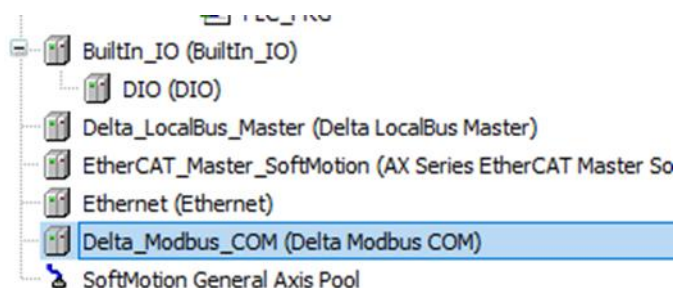 BuiltIn_IO (BuiltIn_IO)
DIO (DIO)
Delta_LocalBus_Master (Delta LocalBus Master)
EtherCAT_Master_SoftMotion (AX Series EtherCAT Master So
Ethernet (Ethernet)
Delta_Modbus_COM (Delta Modbus COM)
SoftMotion General Axis Pool